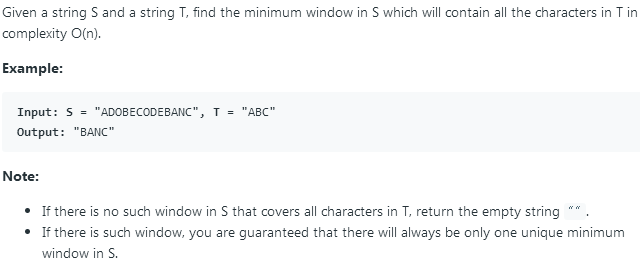 Given a string S and a string T, find the minimum window in S which will contain all the characters in T in
complexity O(n).
Example:
Input: S = "ADOBECODEBANC", T = "ABC"
Output: "BANC"
Note:
• If there is no such window in S that covers all characters in T, return the empty string "" .
• If there is such window, you are guaranteed that there will always be only one unique minimum
window in S.